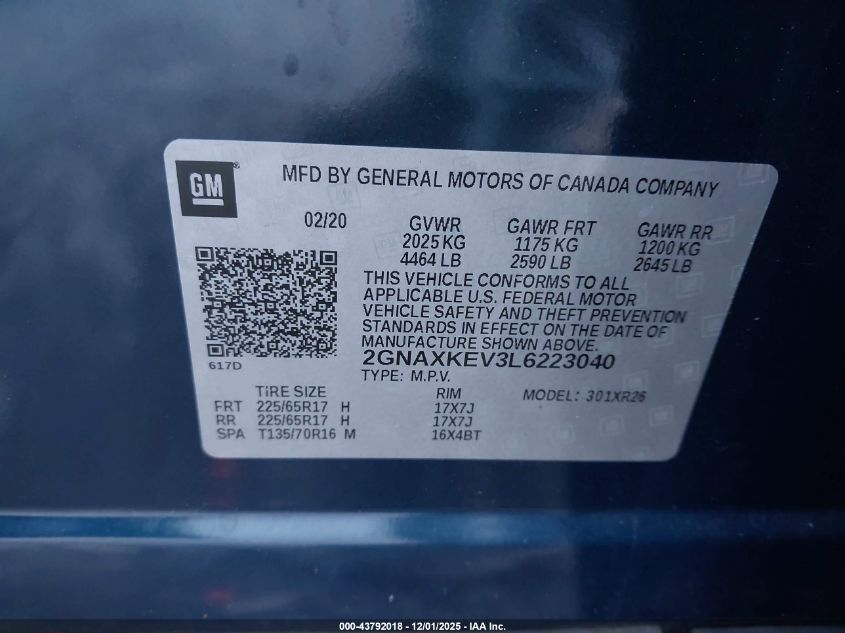 GM
MFD BY GENERAL MOTORS OF CANADA COMPANY
02/20 GVWR GAWR FRT GAWR RR
2025 KG 1175 KG 1200 KG
4464 LB 2590 LB 2645 LB
THIS VEHICLE CONFORMS TO ALL
APPLICABLE U.S. FEDERAL MOTOR
VEHICLE SAFETY AND THEFT PREVENTION
STANDARDS IN EFFECT ON THE DATE OF
MANUFACTURE SHOWN ABOVE.
2GNAXKEV3L6223040
617D
TYPE: M.P.V.
TIRE SIZE RIM MODEL: 301XR26
FRT 225/65R17 H 17X7J
RR 225/65R17 H 17X7J
SPA T135/70R16 M 16X4BT
000-43792018 - 12/01/2025 - IAA Inc.